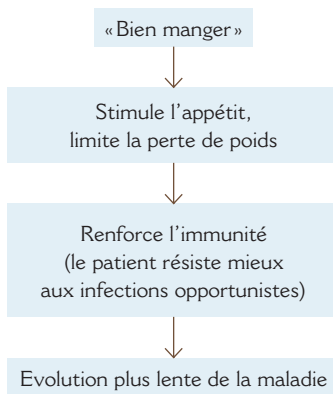 «Bien manger»
Stimule l’appétit,
limite la perte de poids
Renforce l’immunité
(le patient résiste mieux
aux infections opportunistes)
Evolution plus lente de la maladie